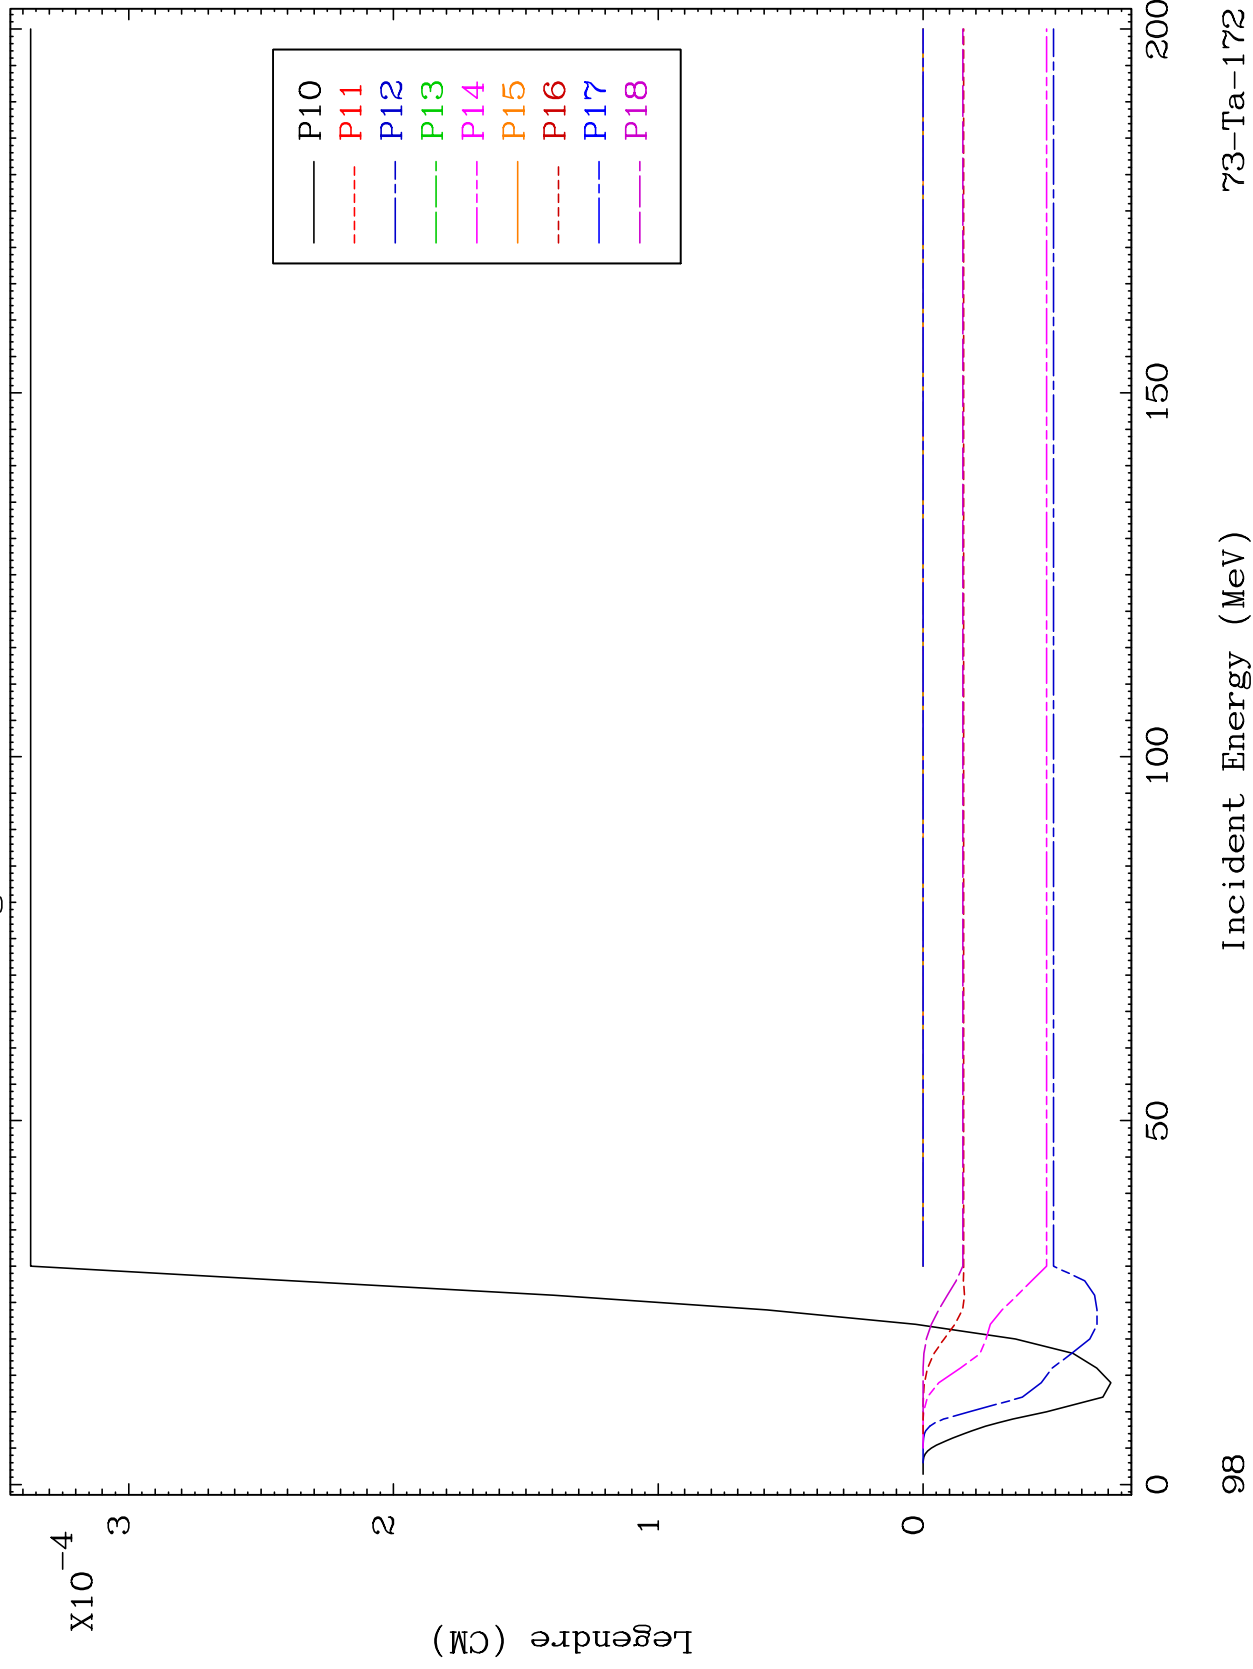 X10-4
3
2
1
0
Legendre (CM)
P10
P11
P12
P13
P14
P15
P16
P17
P18
0
50
100
150
200
98
Incident Energy (MeV)
73-Ta-172